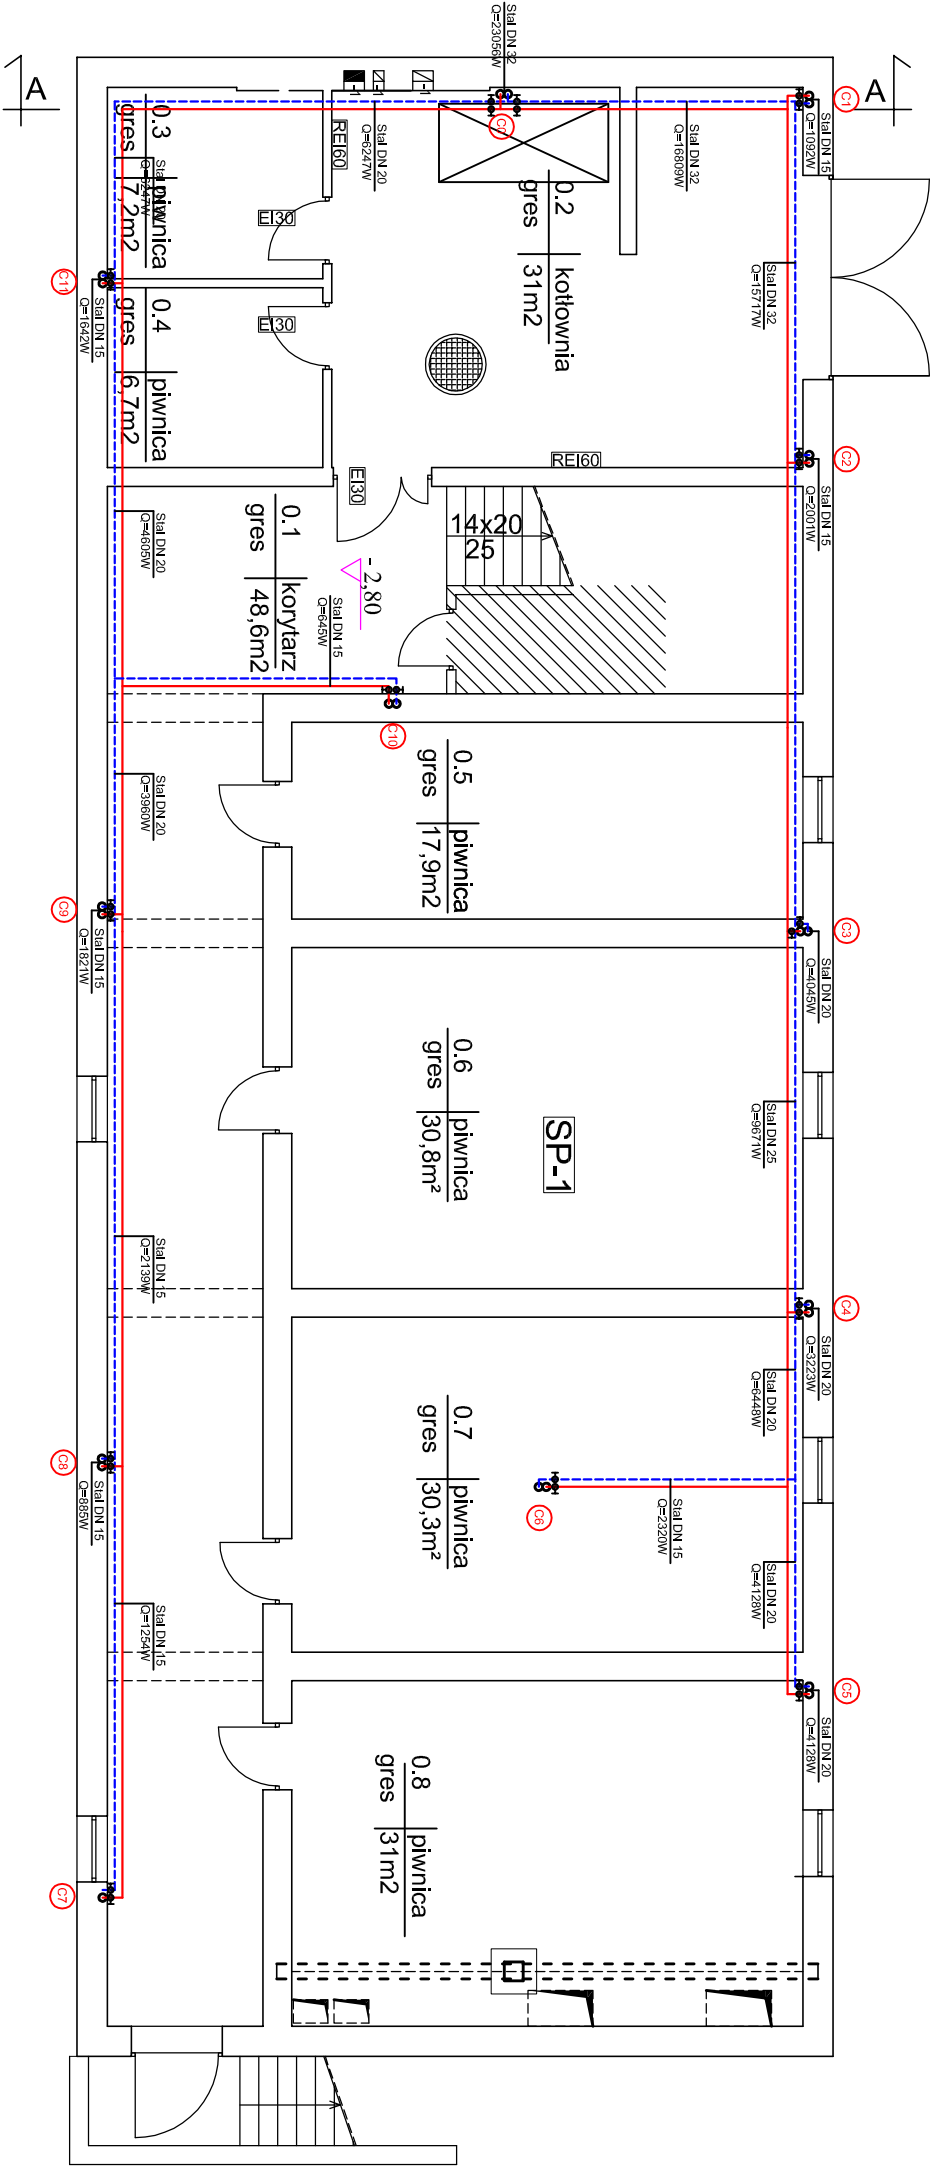 A
A
Stal DN 32
Q=23056W
C0
C1
Stal DN 15
Q=1092W
Stal DN 20
Q=6247W
Stal DN 32
Q=16809W
REI60
0.3
gres
piwnica
7,2m2
Q=6247W
EI30
0.2
gres
kotłownia
31m2
Stal DN 32
Q=15717W
C11
Stal DN 15
Q=1642W
0.4
gres
piwnica
6,7m2
EI30
C2
Stal DN 15
Q=2001W
REI60
EI30
14x20
25
Stal DN 20
Q=4605W
0.1
gres
korytarz
48,6m2
- 2,80
Stal DN 15
Q=645W
C10
0.5
gres
piwnica
17,9m2
Stal DN 20
Q=3960W
C9
Stal DN 15
Q=1821W
C3
Stal DN 20
Q=4045W
0.6
gres
piwnica
30,8m²
SP-1
Stal DN 25
Q=9671W
Stal DN 15
Q=2139W
C4
Stal DN 20
Q=3223W
Stal DN 20
Q=6448W
0.7
gres
piwnica
30,3m²
C6
Stal DN 15
Q=2320W
C8
Stal DN 15
Q=885W
Stal DN 20
Q=4128W
Stal DN 15
Q=1254W
C5
Stal DN 20
Q=4128W
0.8
gres
piwnica
31m2
C7